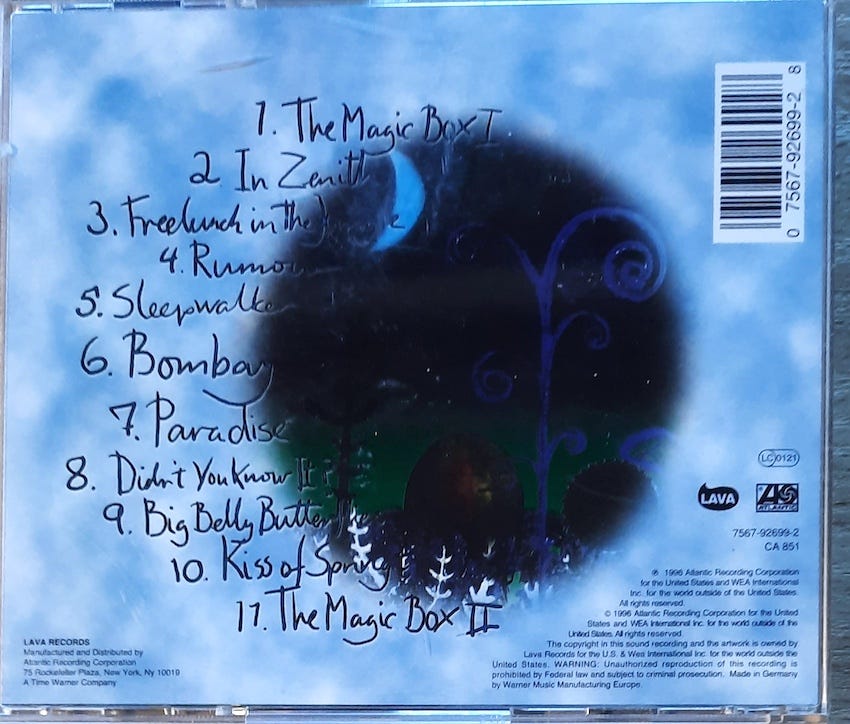 1. The Magic Box I
2 In Zenith
3. Freelunch in the Jungle
4. Rumour
5. Sleepwalker
6. Bombay
7. Paradise
8. Didn't You Know It?
9. Big Belly Butterflie
10. Kiss of Spring
11. The Magic Box II
0 7567-92699-2 8
LC 0121
LAVA
ATLANTIC
7567-92699-2
CA 851
℗ 1996 Atlantic Recording Corporation
for the United States and WEA International
Inc. for the world outside of the United States.
All rights reserved.
© 1996 Atlantic Recording Corporation for the United
States and WEA International Inc. for the world outside of the
United States. All rights reserved.
The copyright in this sound recording and the artwork is owned by
Lava Records for the U.S. & Wea International Inc. for the world outside the
United States. WARNING: Unauthorized reproduction of this recording is
prohibited by Federal law and subject to criminal prosecution. Made in Germany
by Warner Music Manufacturing Europe.
LAVA RECORDS
Manufactured and Distributed by
Atlantic Recording Corporation
75 Rockefeller Plaza, New York, NY 10019
A Time Warner Company